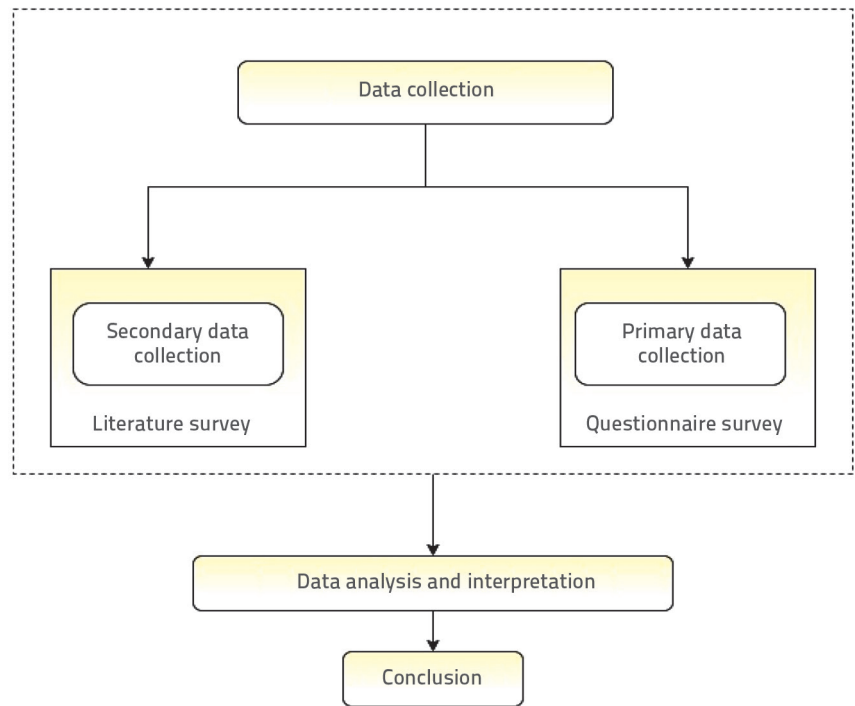 Data collection
Secondary data
collection
Literature survey
Primary data
collection
Questionnaire survey
Data analysis and interpretation
Conclusion